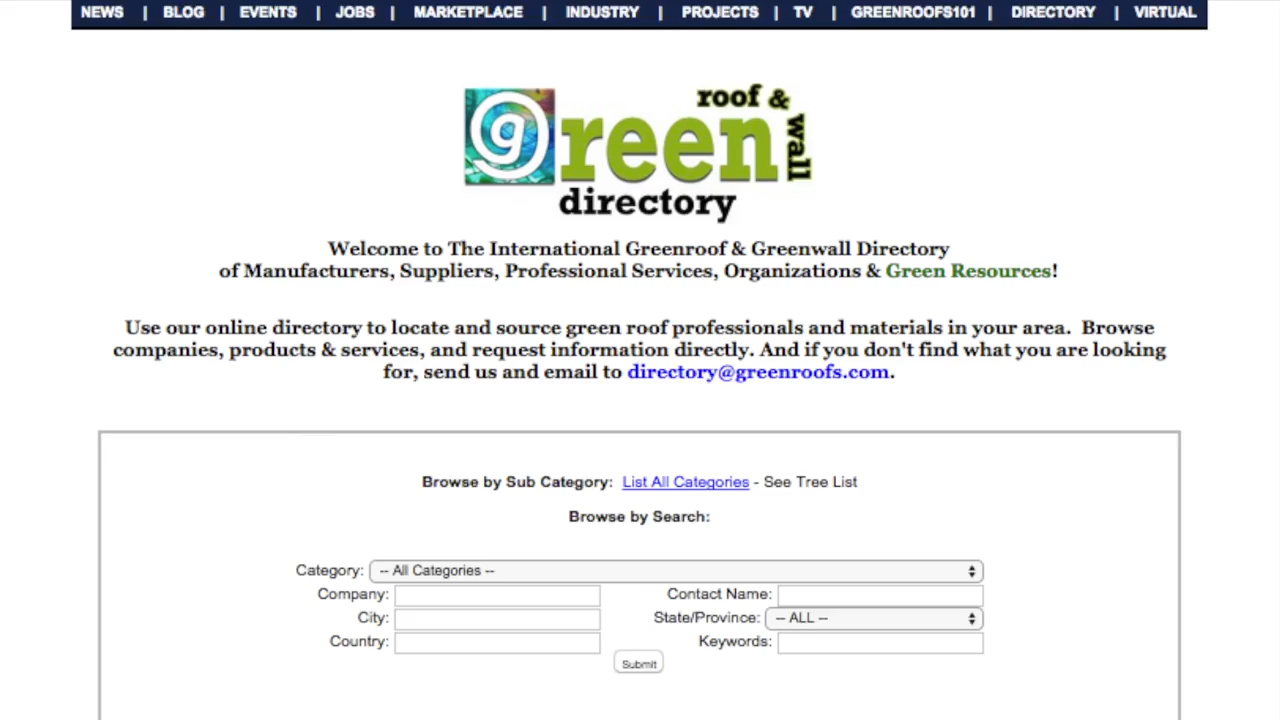 NEWS | BLOG | EVENTS | JOBS | MARKETPLACE | INDUSTRY | PROJECTS | TV | GREENROOFS101 | DIRECTORY | VIRTUAL
roof &
green
wall
directory
Welcome to The International Greenroof & Greenwall Directory
of Manufacturers, Suppliers, Professional Services, Organizations & Green Resources!
Use our online directory to locate and source green roof professionals and materials in your area. Browse
companies, products & services, and request information directly. And if you don't find what you are looking
for, send us and email to directory@greenroofs.com.
Browse by Sub Category: List All Categories - See Tree List
Browse by Search:
Category: -- All Categories --
Company: Contact Name:
City: State/Province: -- ALL --
Country: Keywords:
Submit